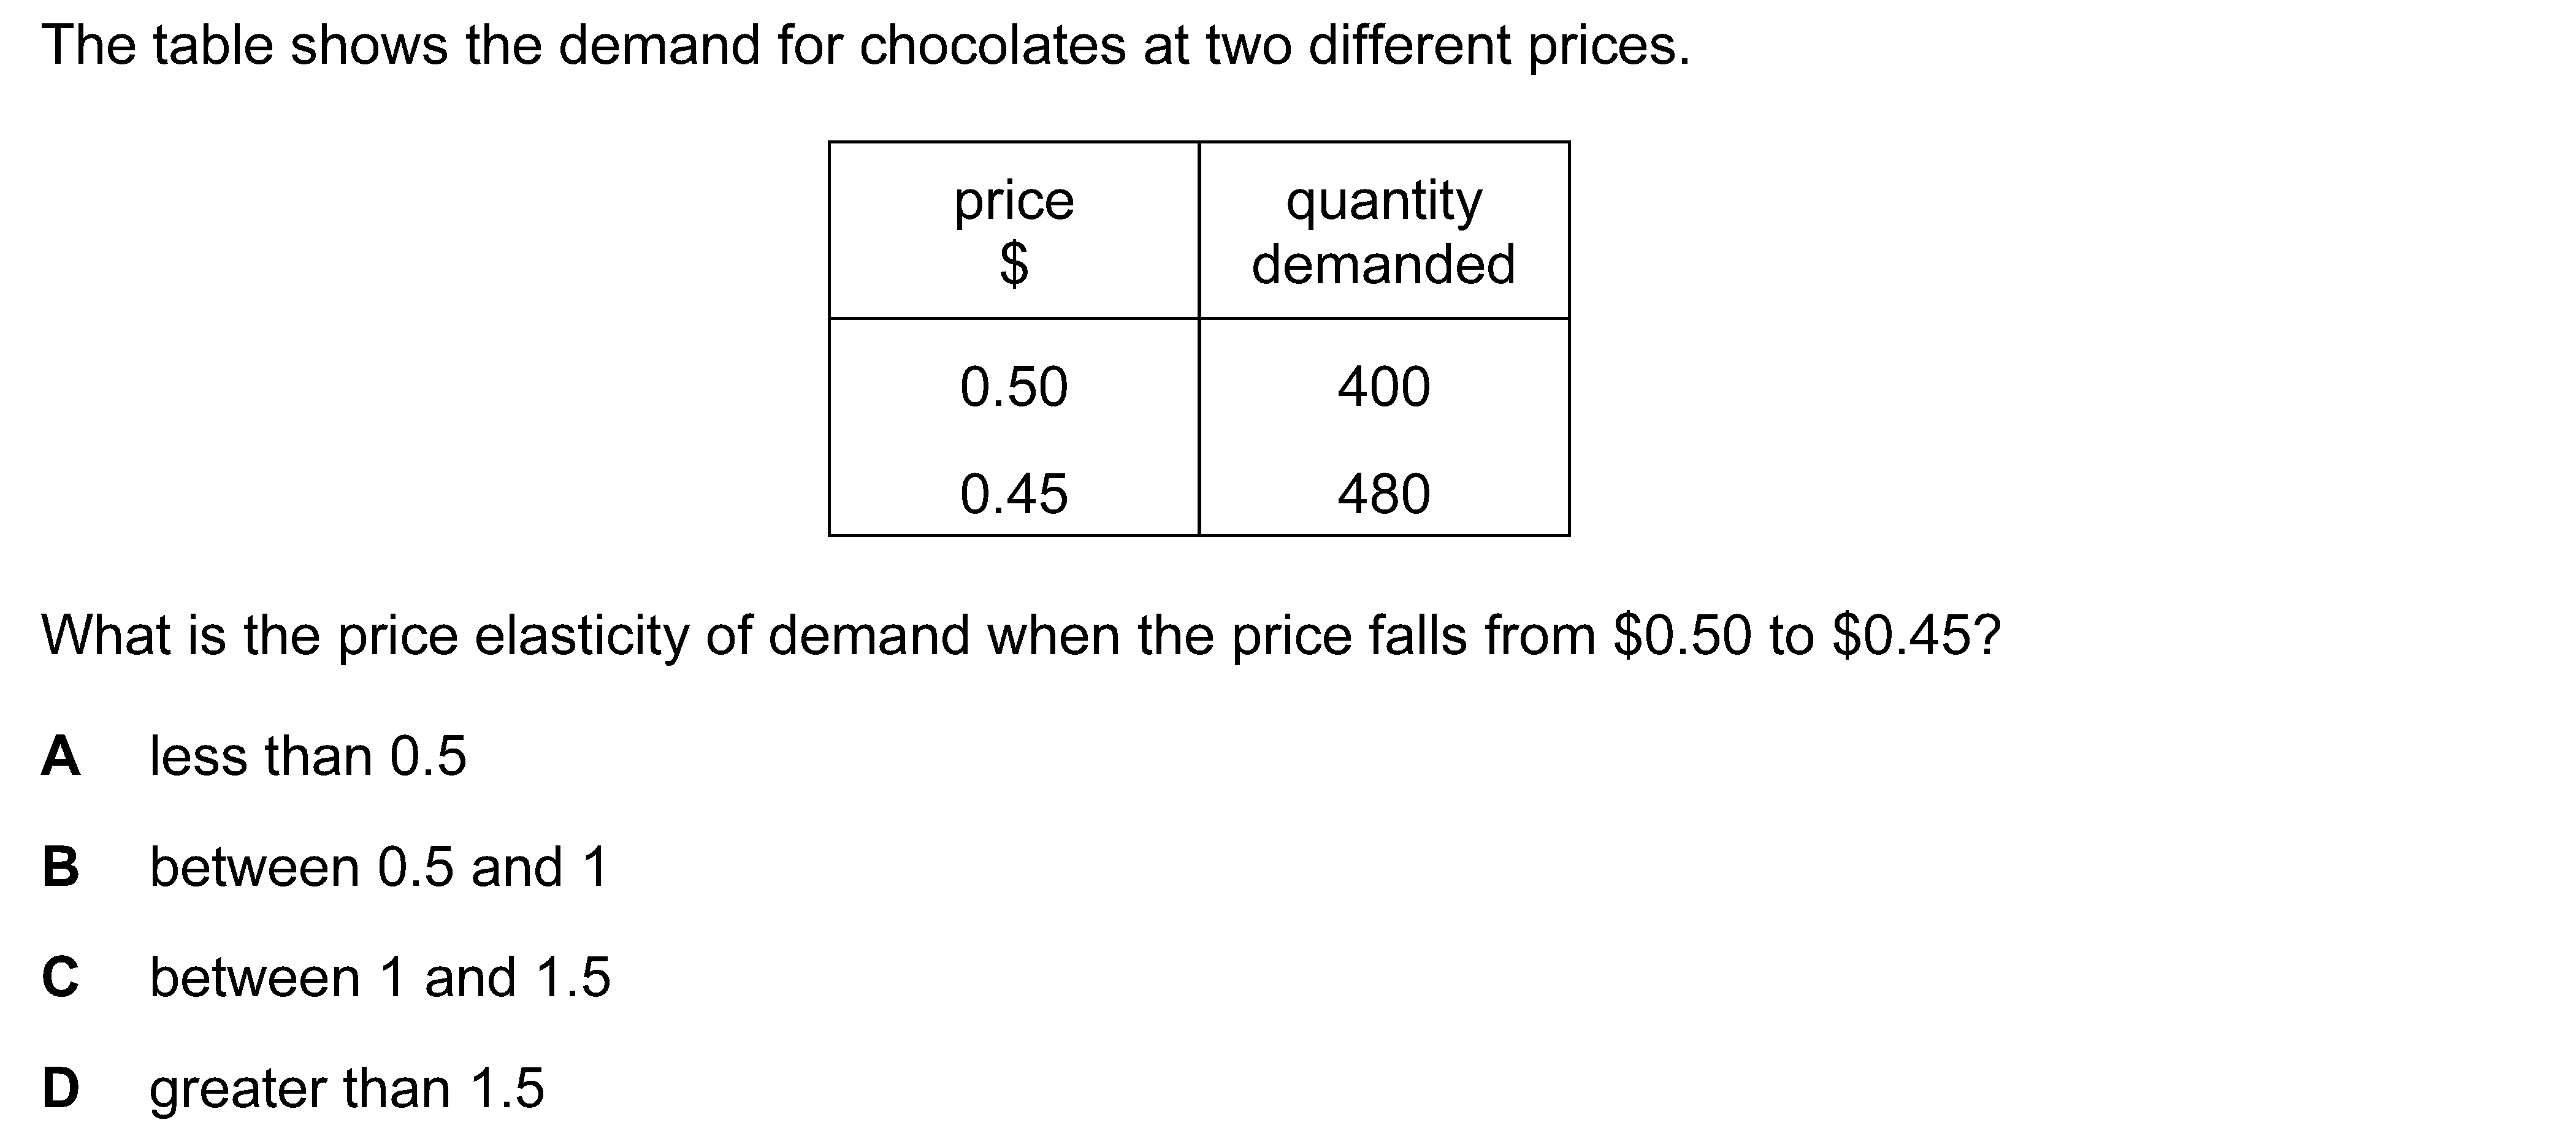 The table shows the demand for chocolates at two different prices.
price
$
quantity
demanded
0.50 400
0.45 480
What is the price elasticity of demand when the price falls from $0.50 to $0.45?
A less than 0.5
B between 0.5 and 1
C between 1 and 1.5
D greater than 1.5